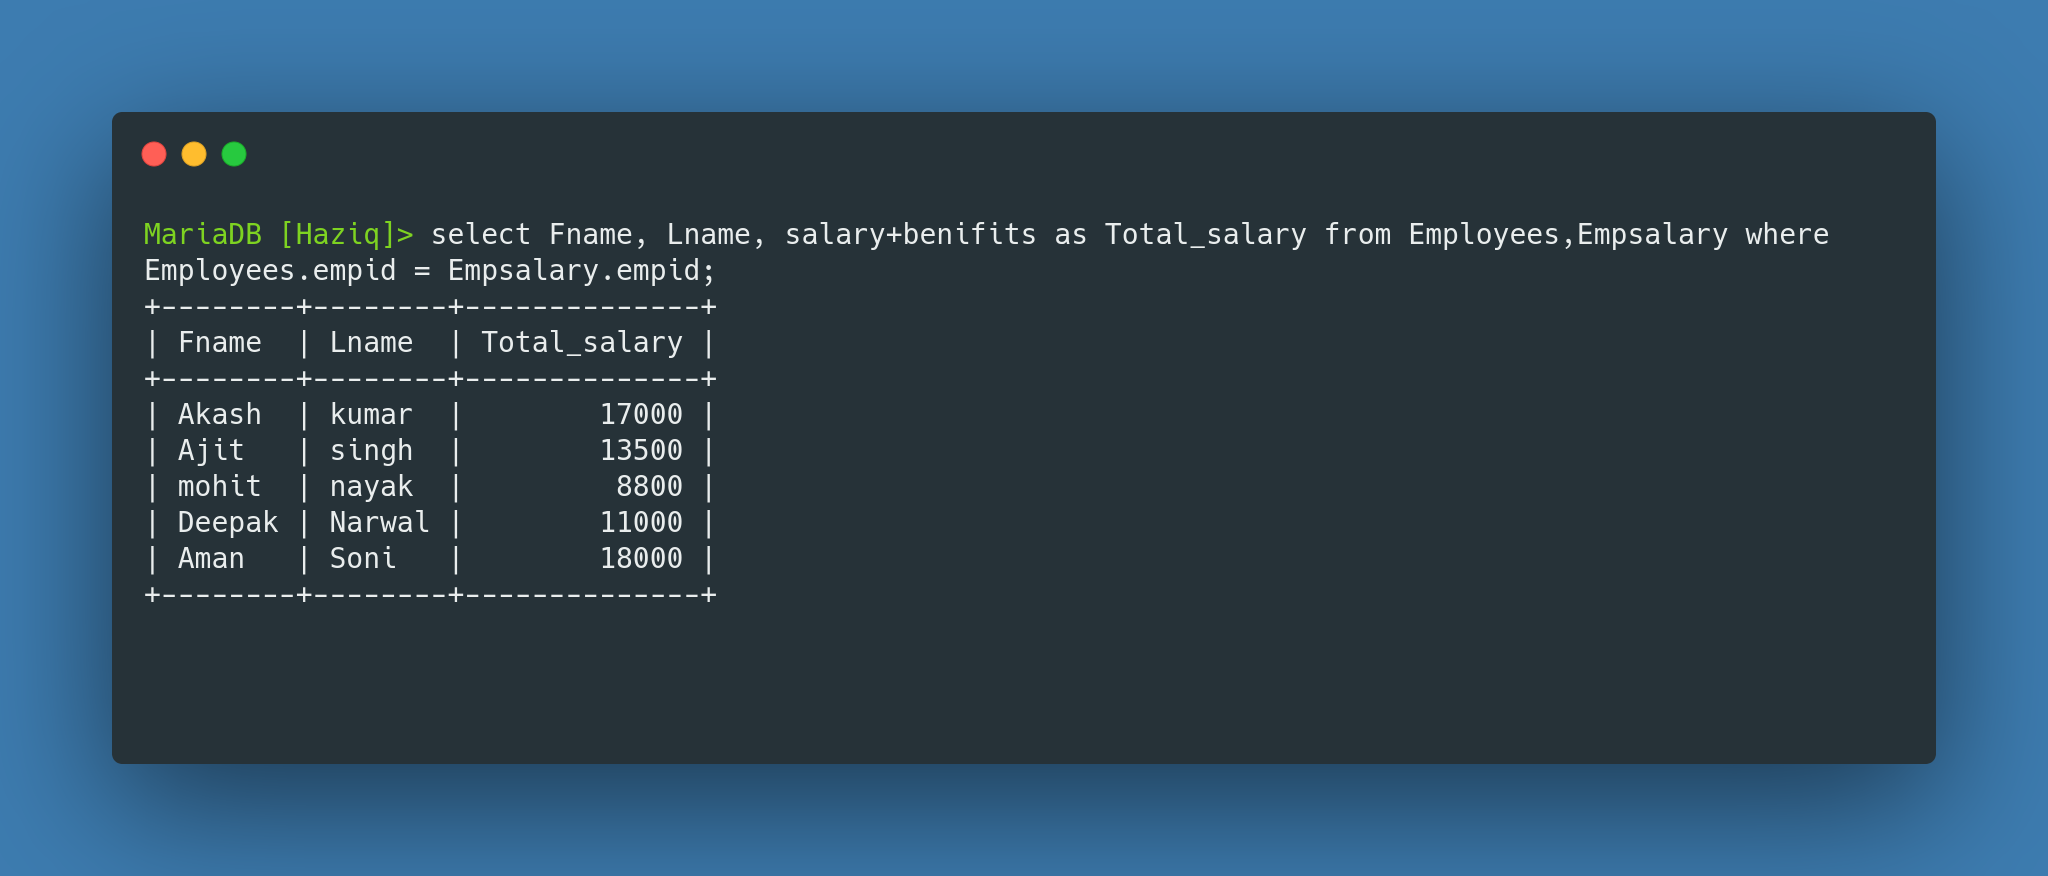 MariaDB [Haziq]> select Fname, Lname, salary+benifits as Total_salary from Employees,Empsalary where
Employees.empid = Empsalary.empid;
+--------+--------+--------------+
| Fname  | Lname  | Total_salary |
+--------+--------+--------------+
| Akash  | kumar  |        17000 |
| Ajit   | singh  |        13500 |
| mohit  | nayak  |         8800 |
| Deepak | Narwal |        11000 |
| Aman   | Soni   |        18000 |
+--------+--------+--------------+